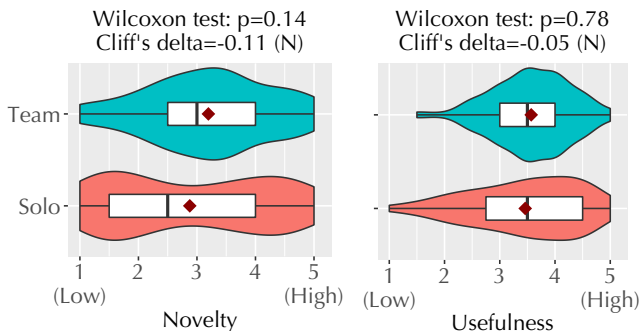 Wilcoxon test: p=0.14
Cliff's delta=-0.11 (N)
Wilcoxon test: p=0.78
Cliff's delta=-0.05 (N)
Team
Solo
1 2 3 4 5
(Low) (High)
Novelty
1 2 3 4 5
(Low) (High)
Usefulness